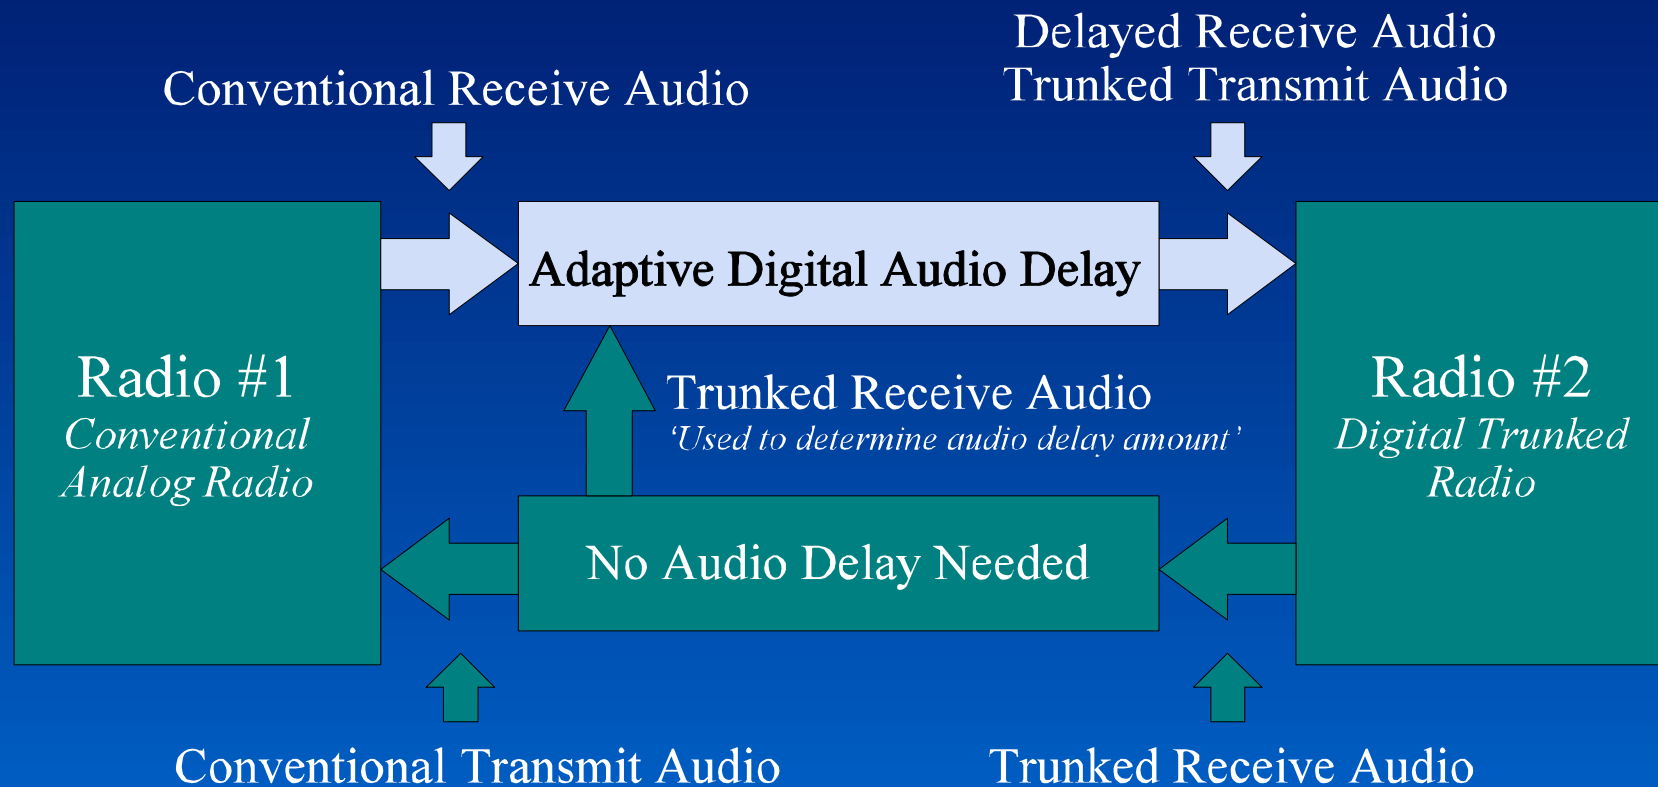 Delayed Receive Audio
Trunked Transmit Audio
Conventional Receive Audio
Adaptive Digital Audio Delay
Radio #1
Conventional
Analog Radio
Trunked Receive Audio
‘Used to determine audio delay amount’
Radio #2
Digital Trunked
Radio
No Audio Delay Needed
Conventional Transmit Audio
Trunked Receive Audio